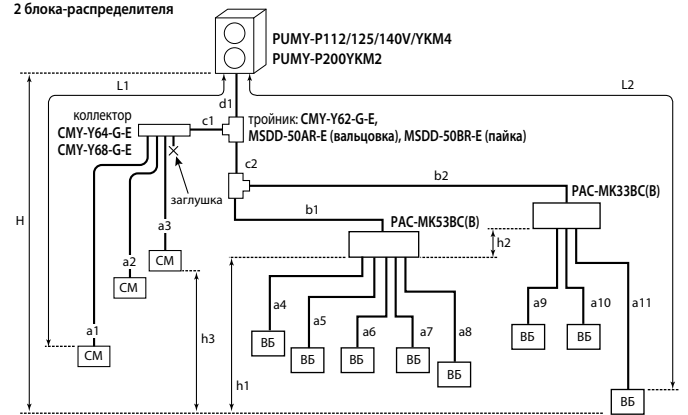 2 блока-распределителя
PUMY-P112/125/140V/YKM4
PUMY-P200YKM2
L1
L2
d1
коллектор
CMY-Y64-G-E
CMY-Y68-G-E
c1
тройник: CMY-Y62-G-E,
MSDD-50AR-E (вальцовка), MSDD-50BR-E (пайка)
c2
заглушка
b2
PAC-MK33BC(B)
b1
PAC-MK53BC(B)
H
h2
a3
a2
СМ
СМ
a1
СМ
h3
h1
a4
a5
a6
a7
a8
a9
a10
a11
ВБ
ВБ
ВБ
ВБ
ВБ
ВБ
ВБ
ВБ